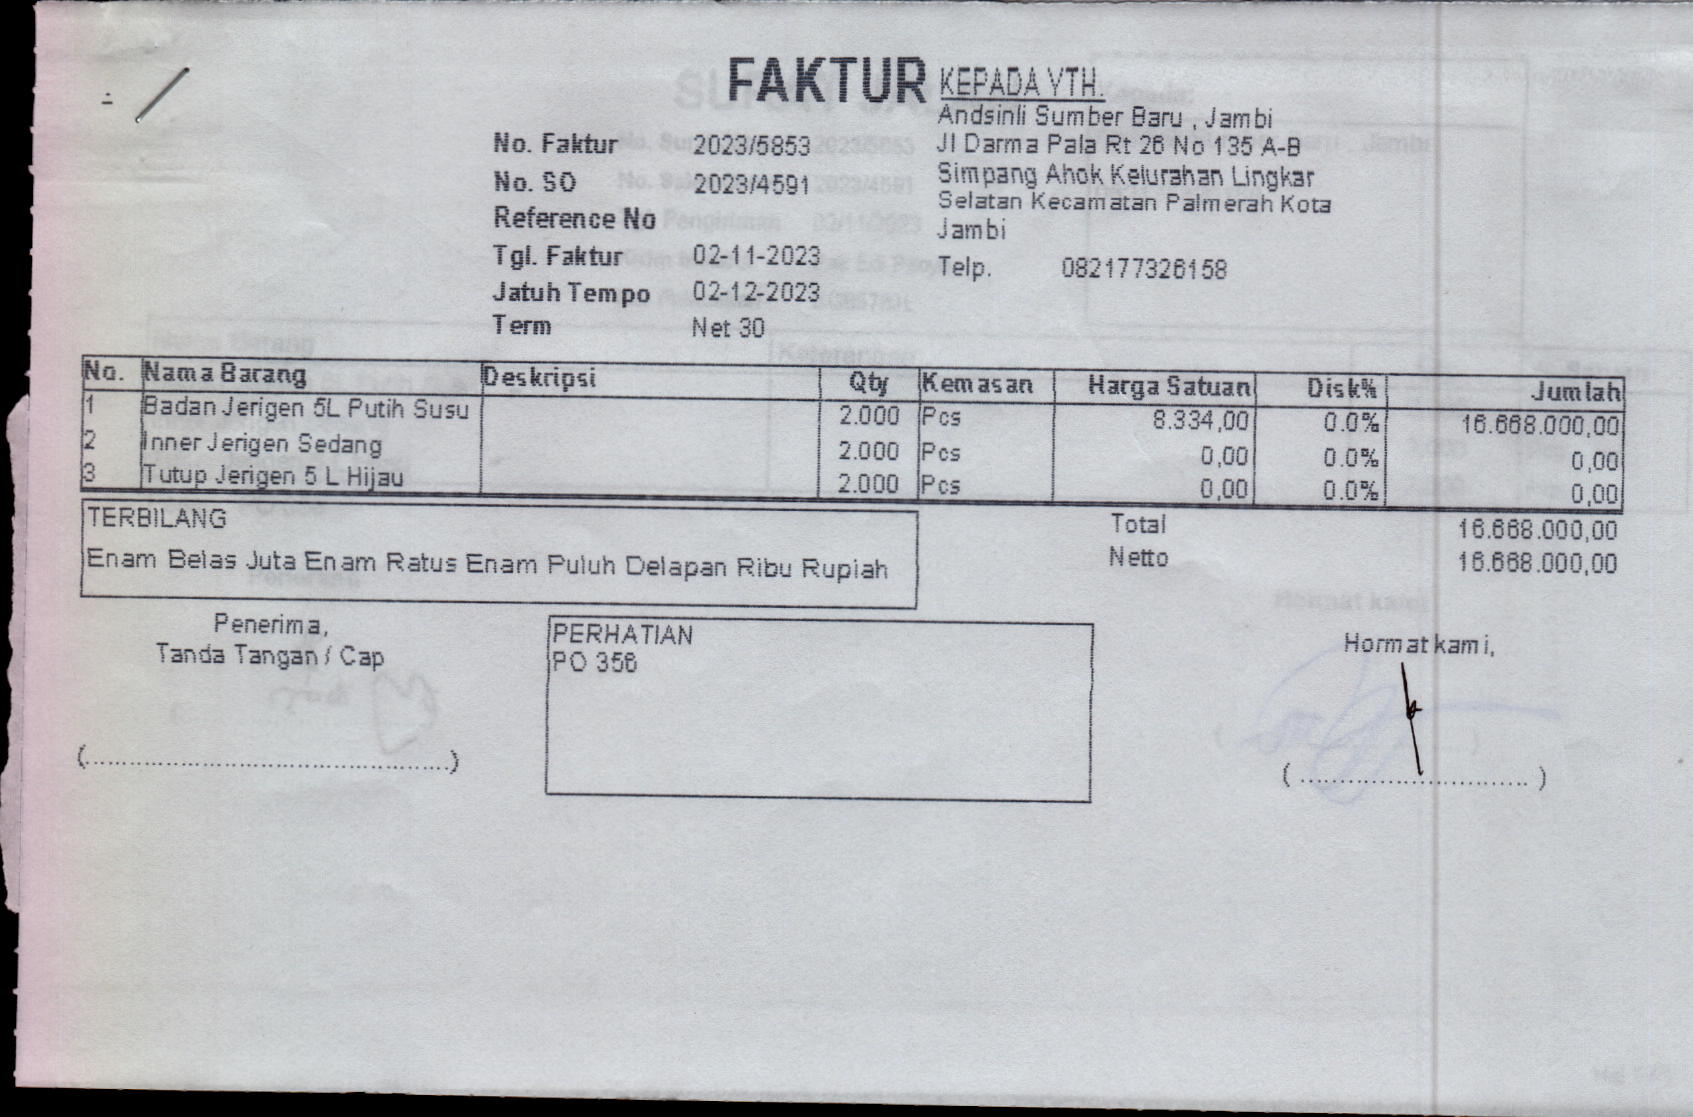 FAKTUR
No. Faktur 2023/5853
No. SO 2023/4591
Reference No
Tgl. Faktur 02-11-2023
Jatuh Tempo 02-12-2023
Term Net 30
KEPADA YTH.
Andsinli Sumber Baru , Jambi
Jl Darma Pala Rt 26 No 135 A-B
Simpang Ahok Kelurahan Lingkar
Selatan Kecamatan Palmerah Kota
Jambi
Telp. 082177326158
No. Nama Barang Deskripsi Qty Kemasan Harga Satuan Disk% Jumlah
1 Badan Jerigen 5L Putih Susu 2.000 Pcs 8.334,00 0.0% 16.668.000,00
2 Inner Jerigen Sedang 2.000 Pcs 0,00 0.0% 0,00
3 Tutup Jerigen 5 L Hijau 2.000 Pcs 0,00 0.0% 0,00
TERBILANG
Enam Belas Juta Enam Ratus Enam Puluh Delapan Ribu Rupiah
Total 16.668.000,00
Netto 16.668.000,00
Penerima,
Tanda Tangan / Cap
(.................................................)
PERHATIAN
PO 356
Hormat kami,
( ............................... )